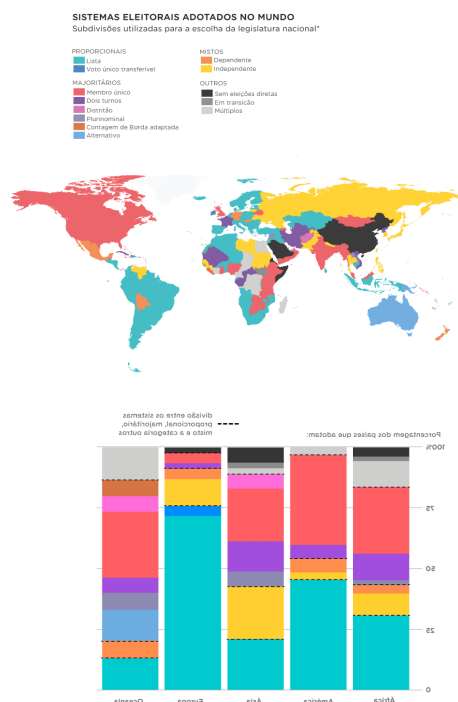 SISTEMAS ELEITORAIS ADOTADOS NO MUNDO
Subdivisões utilizadas para a escolha da legislatura nacional*
PROPORCIONAIS
Lista
Voto único transferível
MAJORITÁRIOS
Membro único
Dois turnos
Distritão
Plurinominal
Contagem de Borda adaptada
Alternativo
MISTOS
Dependente
Independente
OUTROS
Sem eleições diretas
Em transição
Múltiplos
divisão entre os sistemas
proporcional, majoritário,
misto e a categoria outros
Porcentagem dos países que adotam:
100%
75
50
25
0
Oceania
Europa
Ásia
América
África